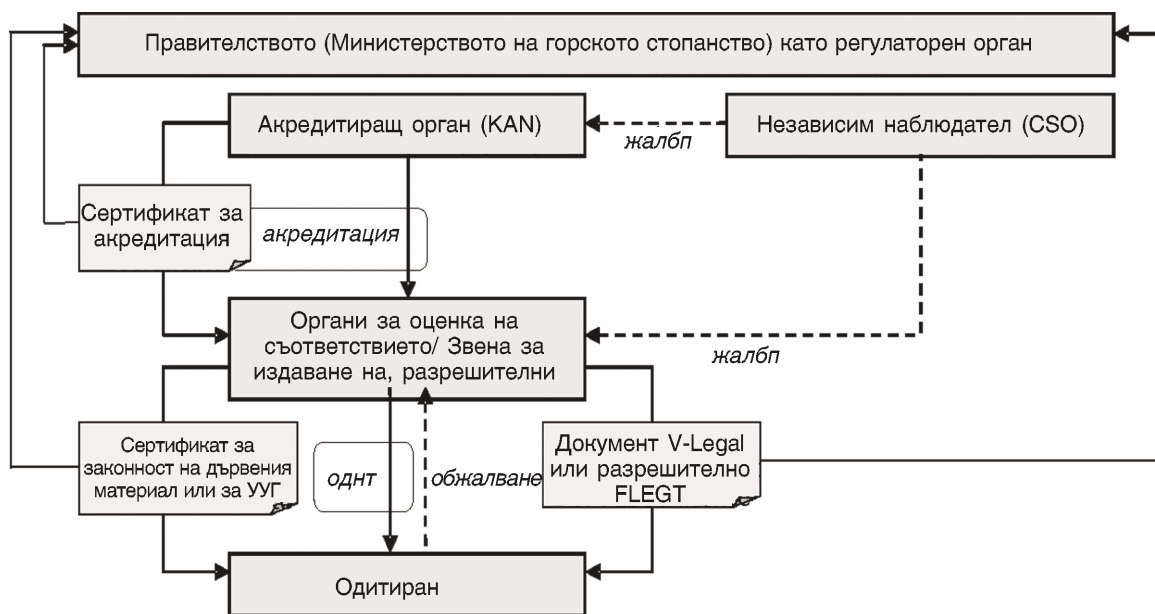 Правителството (Министерството на горското стопанство) като регулаторен орган
Акредитиращ орган (KAN)
жалбп
Независим наблюдател (CSO)
Сертификат за
акредитация
акредитация
Органи за оценка на
съответствието/ Звена за
издаване на, разрешителни
жалбп
Сертификат за
законност на дървения
материал или за УУГ
однт
обжалване
Документ V-Legal
или разрешително
FLEGT
Одитиран